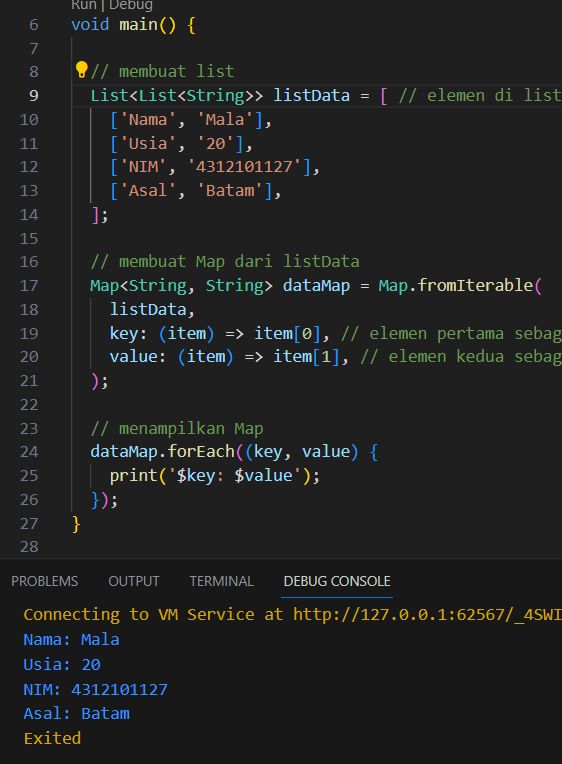 Run | Debug
6 void main() {
7
8 // membuat list
9 List<List<String>> listData = [ // elemen di list
10 ['Nama', 'Mala'],
11 ['Usia', '20'],
12 ['NIM', '4312101127'],
13 ['Asal', 'Batam'],
14 ];
15
16 // membuat Map dari listData
17 Map<String, String> dataMap = Map.fromIterable(
18 listData,
19 key: (item) => item[0], // elemen pertama sebag
20 value: (item) => item[1], // elemen kedua sebag
21 );
22
23 // menampilkan Map
24 dataMap.forEach((key, value) {
25 print('$key: $value');
26 });
27 }
28
PROBLEMS OUTPUT TERMINAL DEBUG CONSOLE
Connecting to VM Service at http://127.0.0.1:62567/_4SWI
Nama: Mala
Usia: 20
NIM: 4312101127
Asal: Batam
Exited